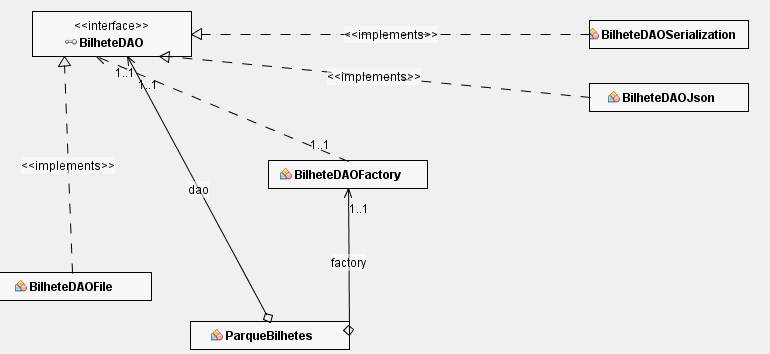 <<interface>>
BilheteDAO
<<implements>>
BilheteDAOSerialization
1..1
1..1
<<implements>>
BilheteDAOJson
1..1
<<implements>>
BilheteDAOFactory
dao
1..1
factory
BilheteDAOFile
ParqueBilhetes